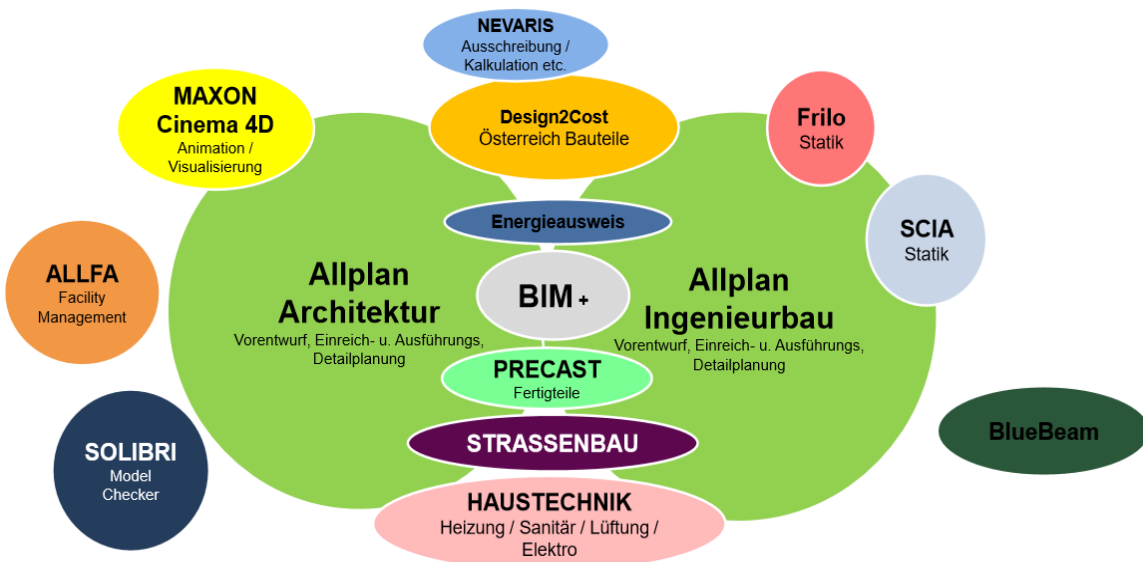 NEVARIS
Ausschreibung /
Kalkulation etc.
MAXON
Cinema 4D
Animation /
Visualisierung
Design2Cost
Österreich Bauteile
Frilo
Statik
SCIA
Statik
Energieausweis
ALLFA
Facility
Management
Allplan
Architektur
Vorentwurf, Einreich- u. Ausführungs,
Detailplanung
BIM +
Allplan
Ingenieurbau
Vorentwurf, Einreich- u. Ausführungs,
Detailplanung
PRECAST
Fertigteile
SOLIBRI
Model
Checker
STRASSENBAU
BlueBeam
HAUSTECHNIK
Heizung / Sanitär / Lüftung /
Elektro